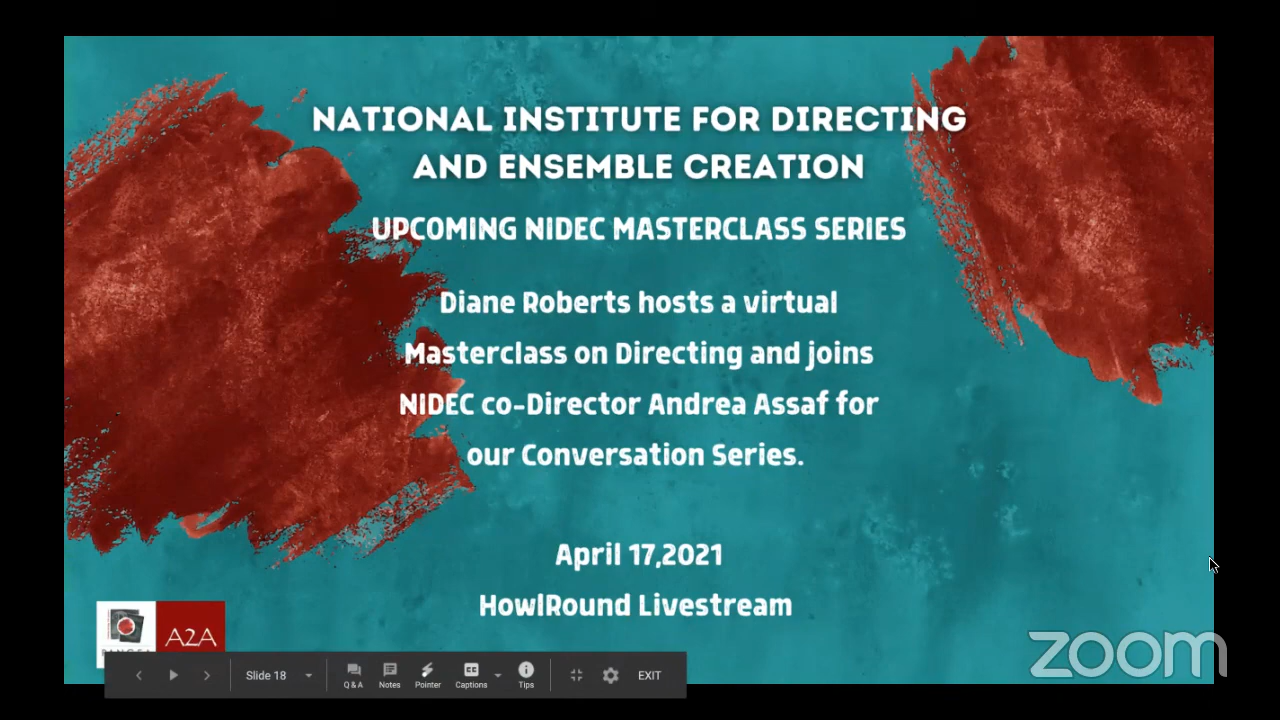 NATIONAL INSTITUTE FOR DIRECTING
AND ENSEMBLE CREATION
UPCOMING NIDEC MASTERCLASS SERIES
Diane Roberts hosts a virtual
Masterclass on Directing and joins
NIDEC co-Director Andrea Assaf for
our Conversation Series.
April 17,2021
HowlRound Livestream
A2A
zoom
Slide 18
Q & A
Notes
Pointer
CC
Captions
Tips
EXIT